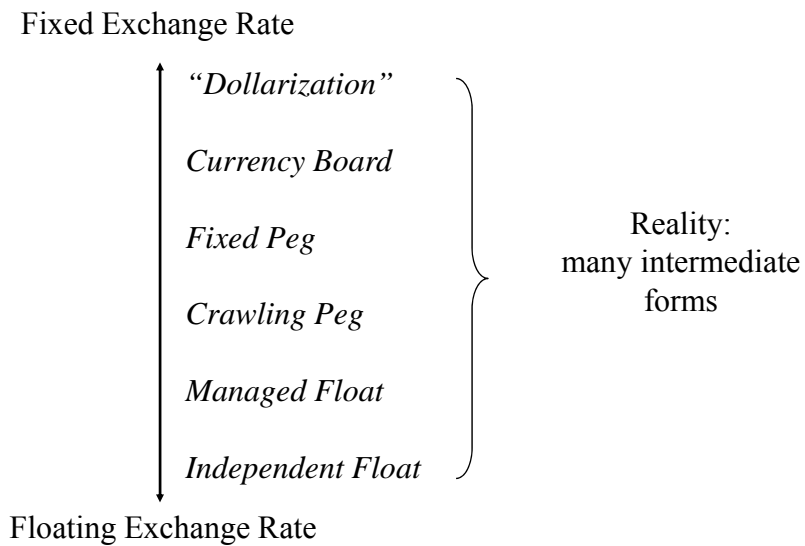 Fixed Exchange Rate
“Dollarization”
Currency Board
Fixed Peg
Crawling Peg
Managed Float
Independent Float
Reality:
many intermediate
forms
Floating Exchange Rate